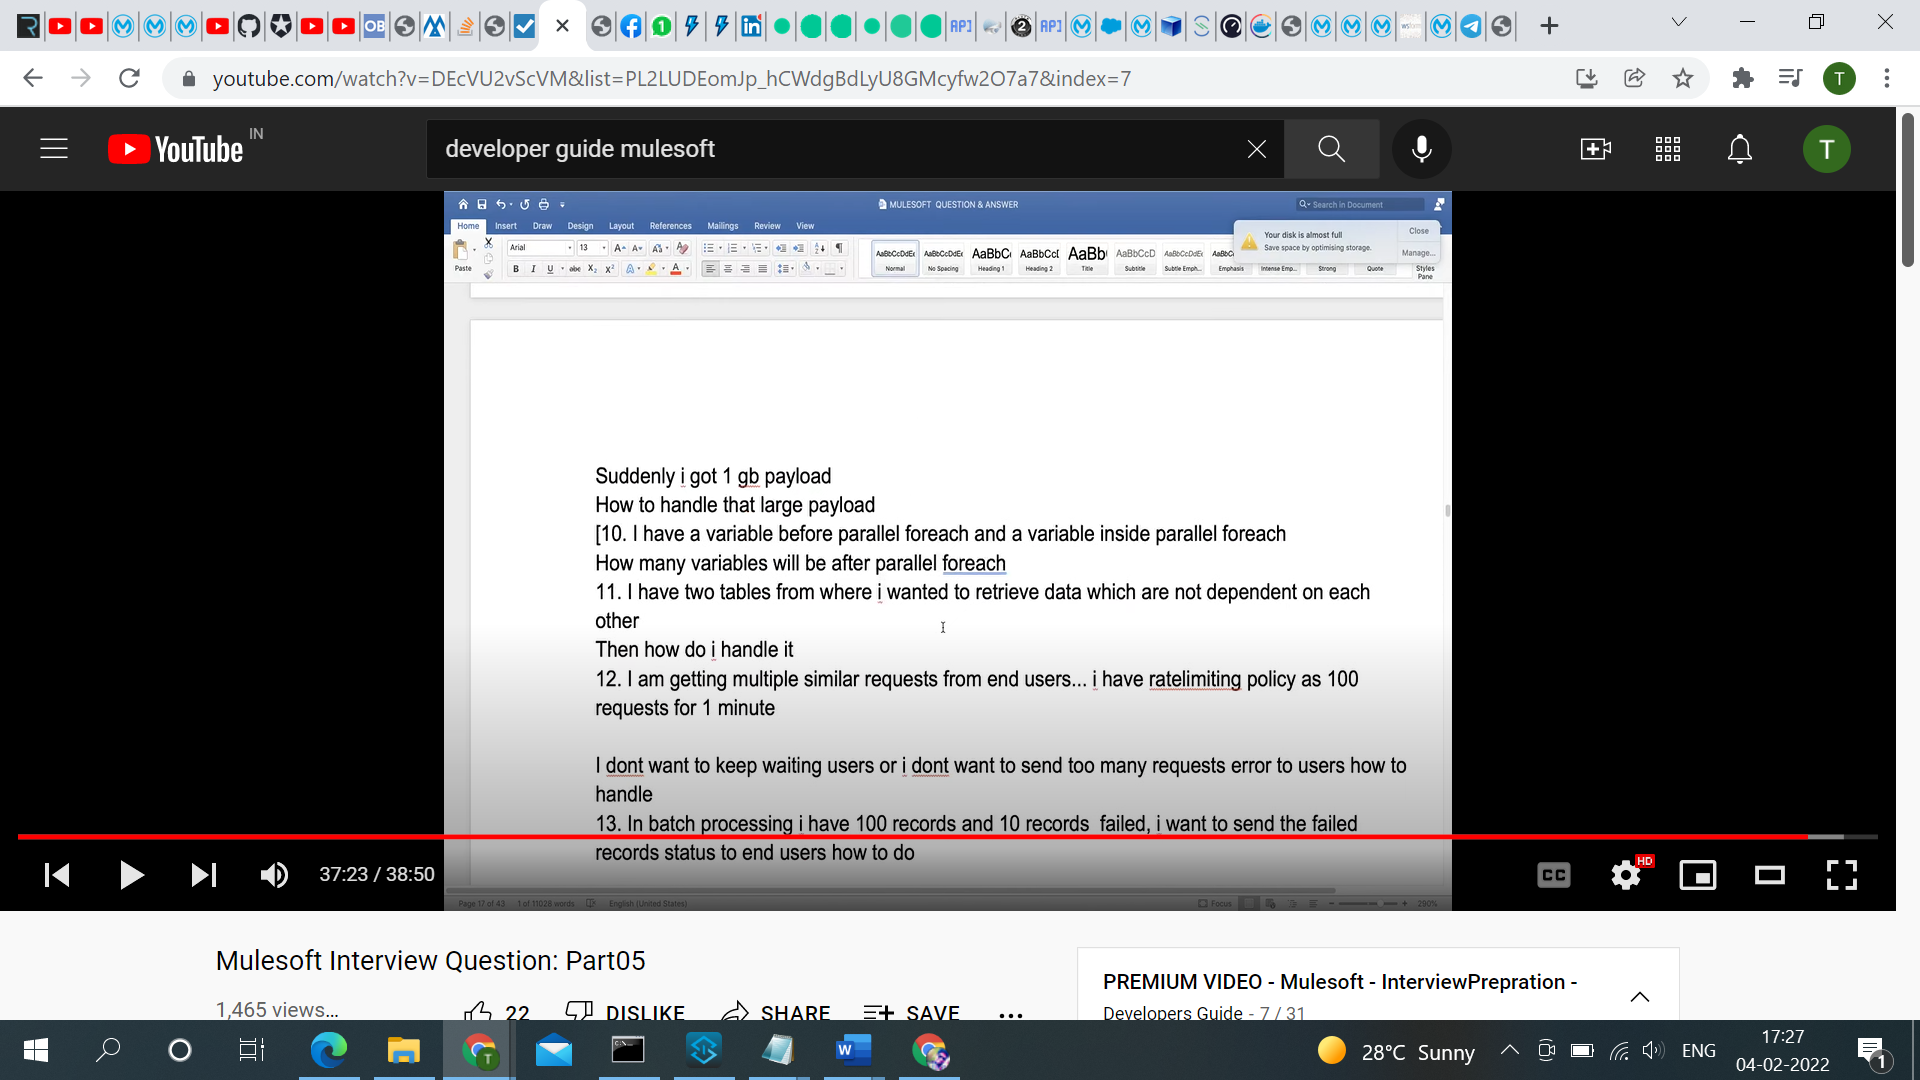 youtube.com/watch?v=DEcVU2vScVM&list=PL2LUDEomJp_hCWdgBdLyU8GMcyfw2O7a7&index=7
T
YouTube IN
developer guide mulesoft
T
MULESOFT QUESTION & ANSWER
Search in Document
Home Insert Draw Design Layout References Mailings Review View
Your disk is almost full
Save space by optimising storage.
Close
Manage...
Paste
Arial 13
AaBbCcDdEe AaBbCcDdEe AaBbC AaBbCcD AaBb AaBbCcD AaBbCcDdEe
Normal No Spacing Heading 1 Heading 2 Title Subtitle Subtle Emph... Emphasis Intense Emp... Strong Quote Styles Pane
Suddenly i got 1 gb payload
How to handle that large payload
[10. I have a variable before parallel foreach and a variable inside parallel foreach
How many variables will be after parallel foreach
11. I have two tables from where i wanted to retrieve data which are not dependent on each
other
Then how do i handle it
12. I am getting multiple similar requests from end users... i have ratelimiting policy as 100
requests for 1 minute
I dont want to keep waiting users or i dont want to send too many requests error to users how to
handle
13. In batch processing i have 100 records and 10 records failed, i want to send the failed
records status to end users how to do
37:23 / 38:50
CC
HD
Page 17 of 43 1 of 11028 words English (United States) Focus 290%
Mulesoft Interview Question: Part05
1,465 views...
22 DISLIKE SHARE SAVE ...
PREMIUM VIDEO - Mulesoft - InterviewPrepration -
Developers Guide - 7 / 31
28°C Sunny
ENG
17:27
04-02-2022
1